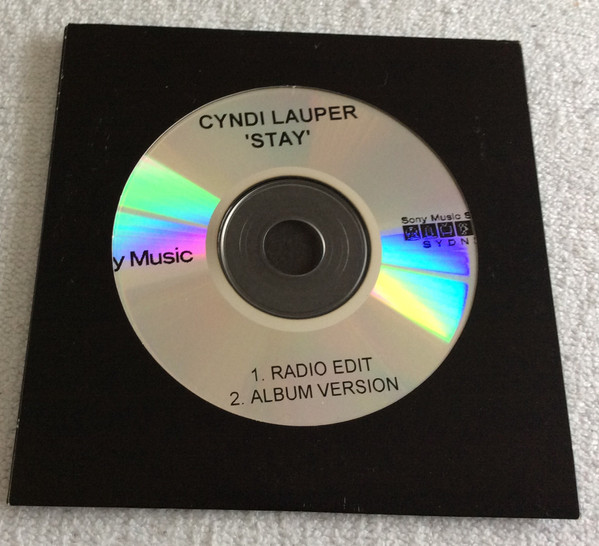 CYNDI LAUPER
'STAY'
y Music
Sony Music S
SYDN
1. RADIO EDIT
2. ALBUM VERSION